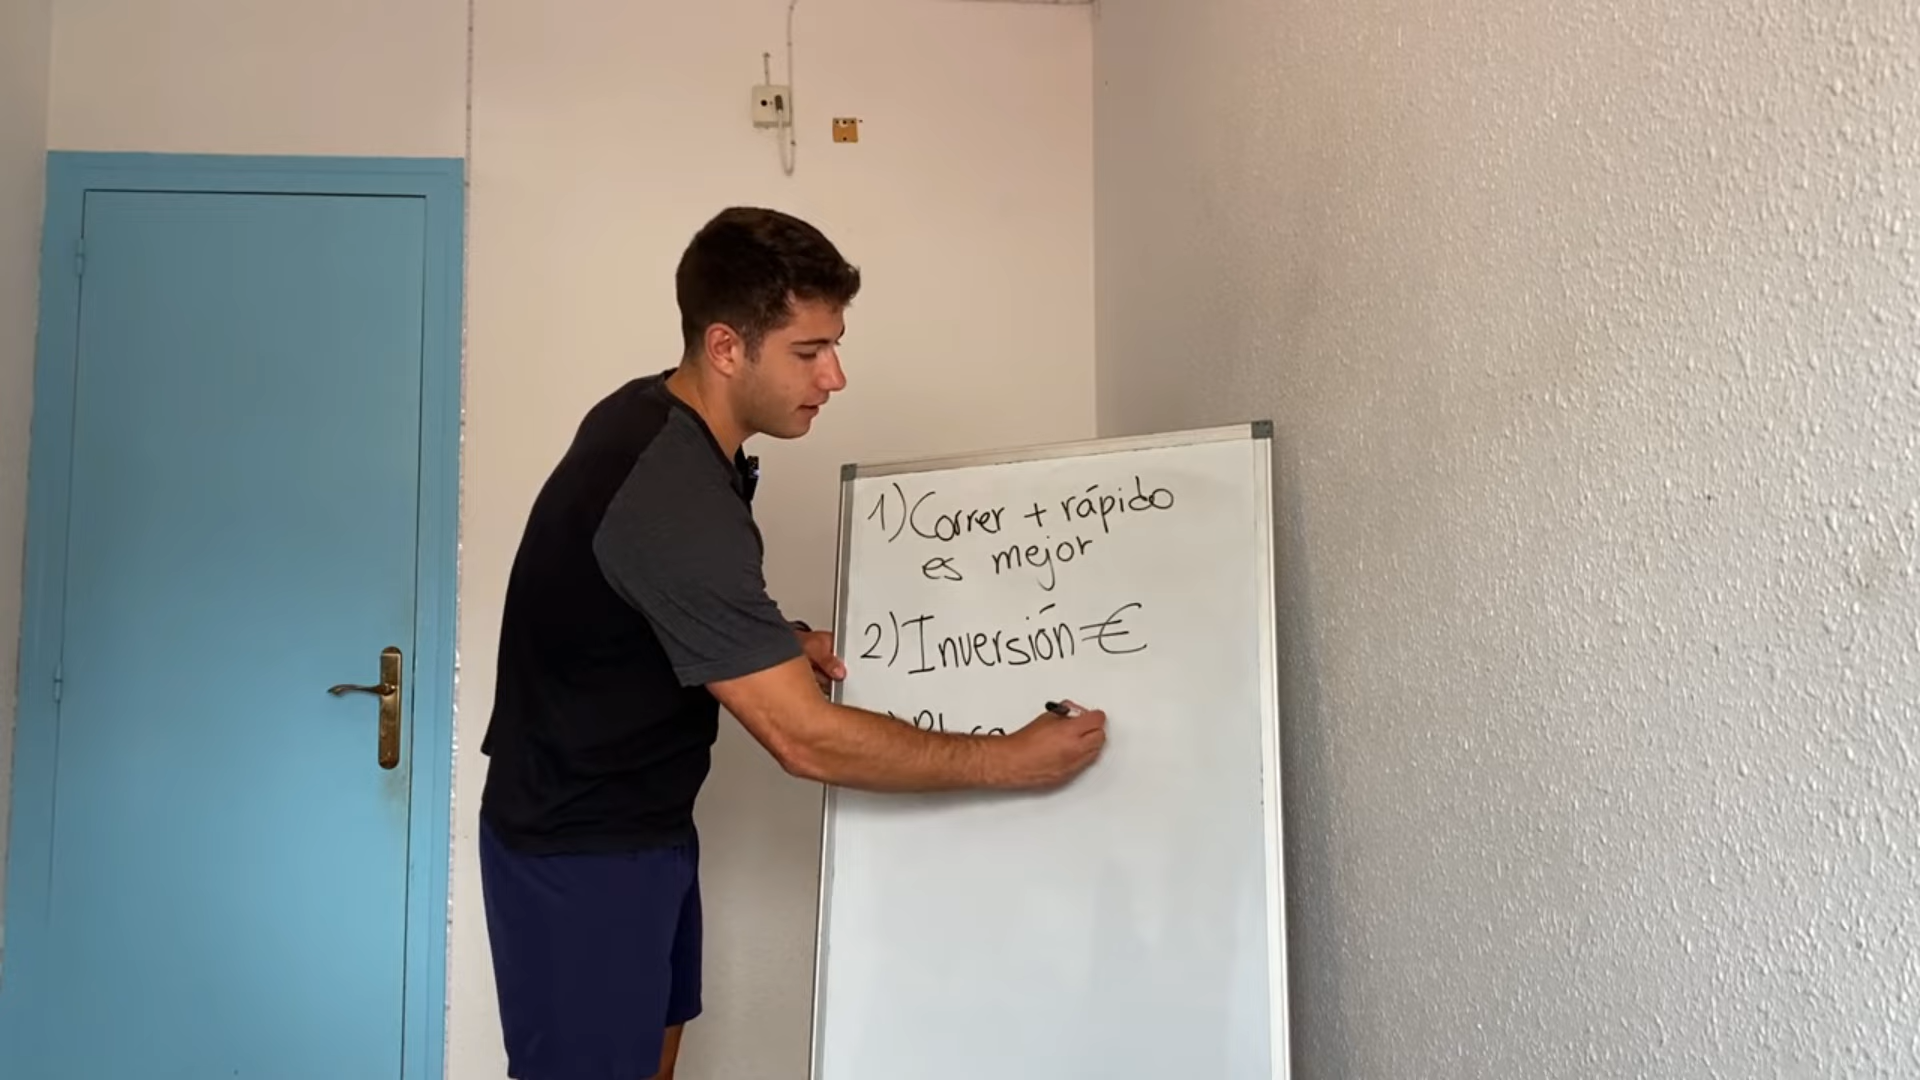 1) Correr + rápido
es mejor
2) Inversión = €